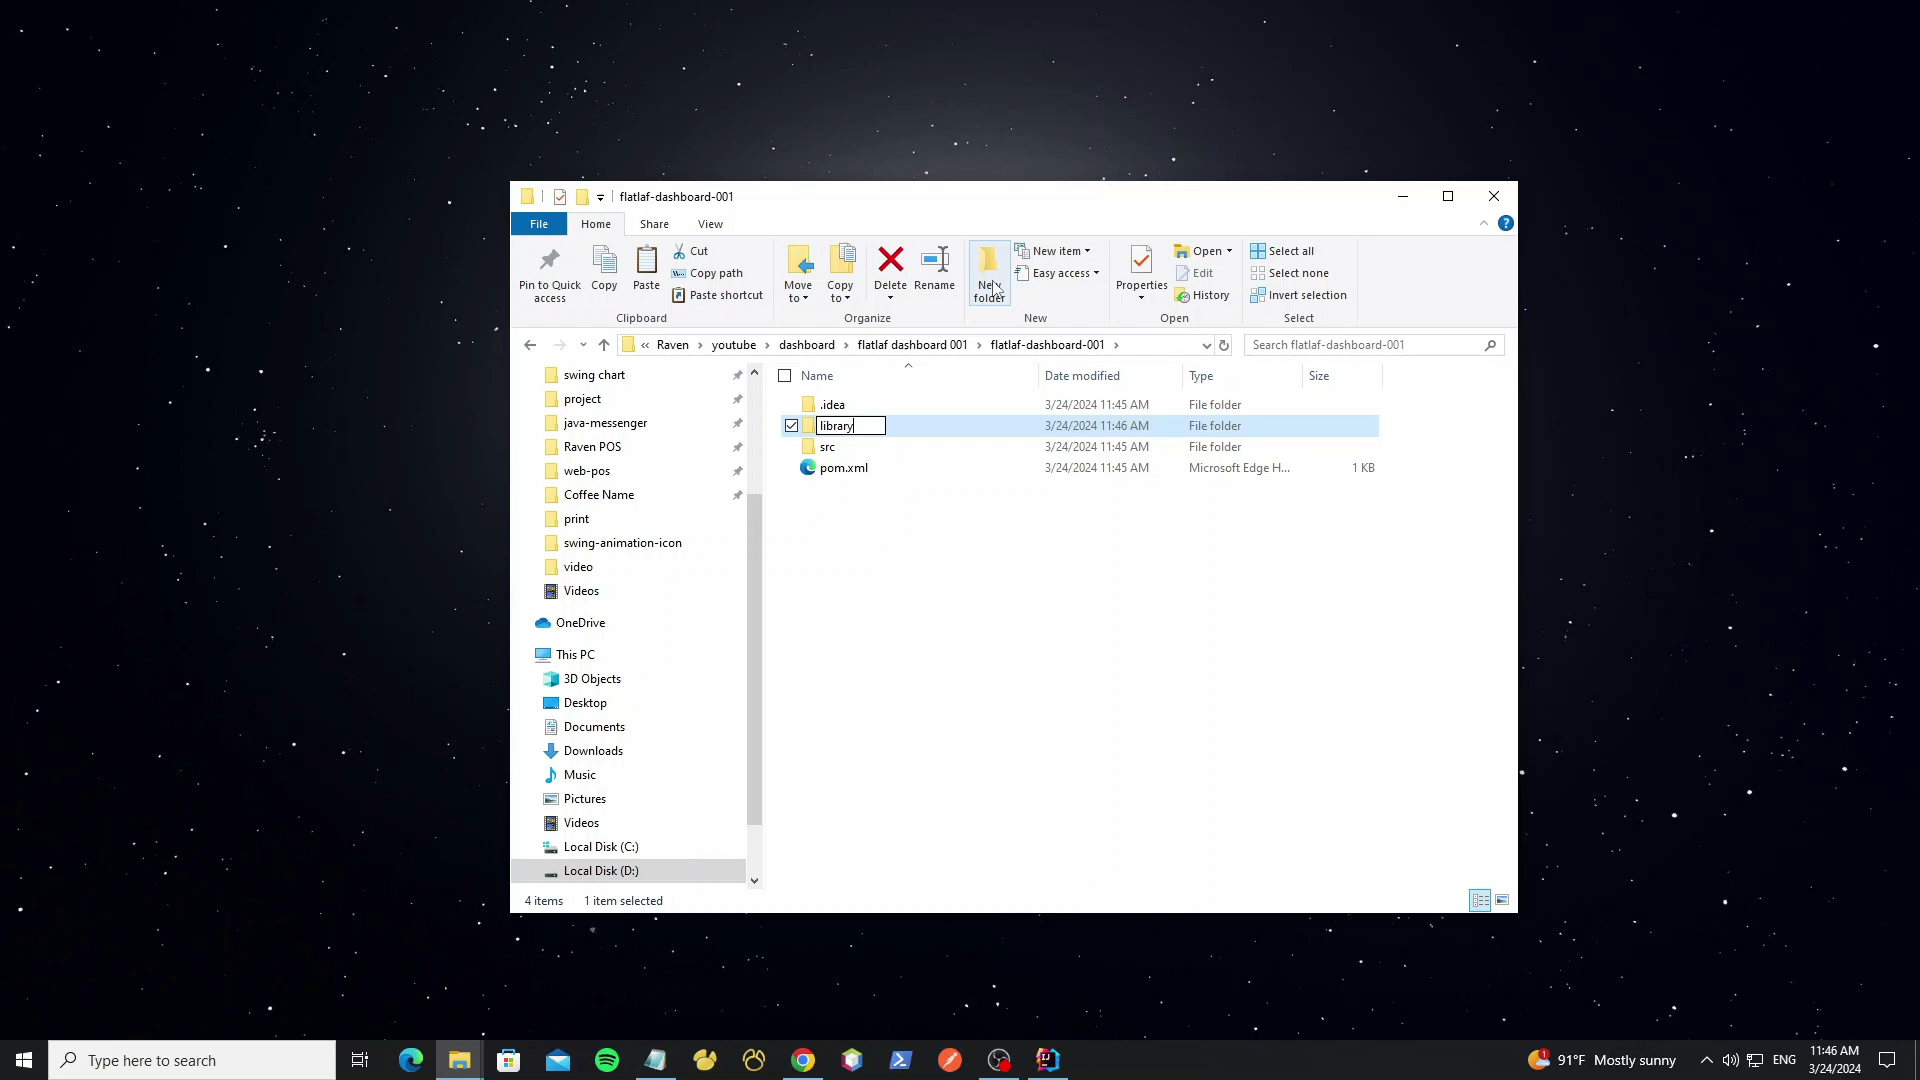 flatlaf-dashboard-001
File Home Share View
Pin to Quick access
Copy
Paste
Cut
Copy path
Paste shortcut
Clipboard
Move to
Copy to
Delete
Rename
Organize
New folder
New item
Easy access
New
Properties
Open
Edit
History
Open
Select all
Select none
Invert selection
Select
« Raven › youtube › dashboard › flatlaf dashboard 001 › flatlaf-dashboard-001 ›
Search flatlaf-dashboard-001
swing chart
project
java-messenger
Raven POS
web-pos
Coffee Name
print
swing-animation-icon
video
Videos
OneDrive
This PC
3D Objects
Desktop
Documents
Downloads
Music
Pictures
Videos
Local Disk (C:)
Local Disk (D:)
Name Date modified Type Size
.idea 3/24/2024 11:45 AM File folder
library 3/24/2024 11:46 AM File folder
src 3/24/2024 11:45 AM File folder
pom.xml 3/24/2024 11:45 AM Microsoft Edge H... 1 KB
4 items 1 item selected
Type here to search
1
91°F Mostly sunny
ENG
11:46 AM
3/24/2024